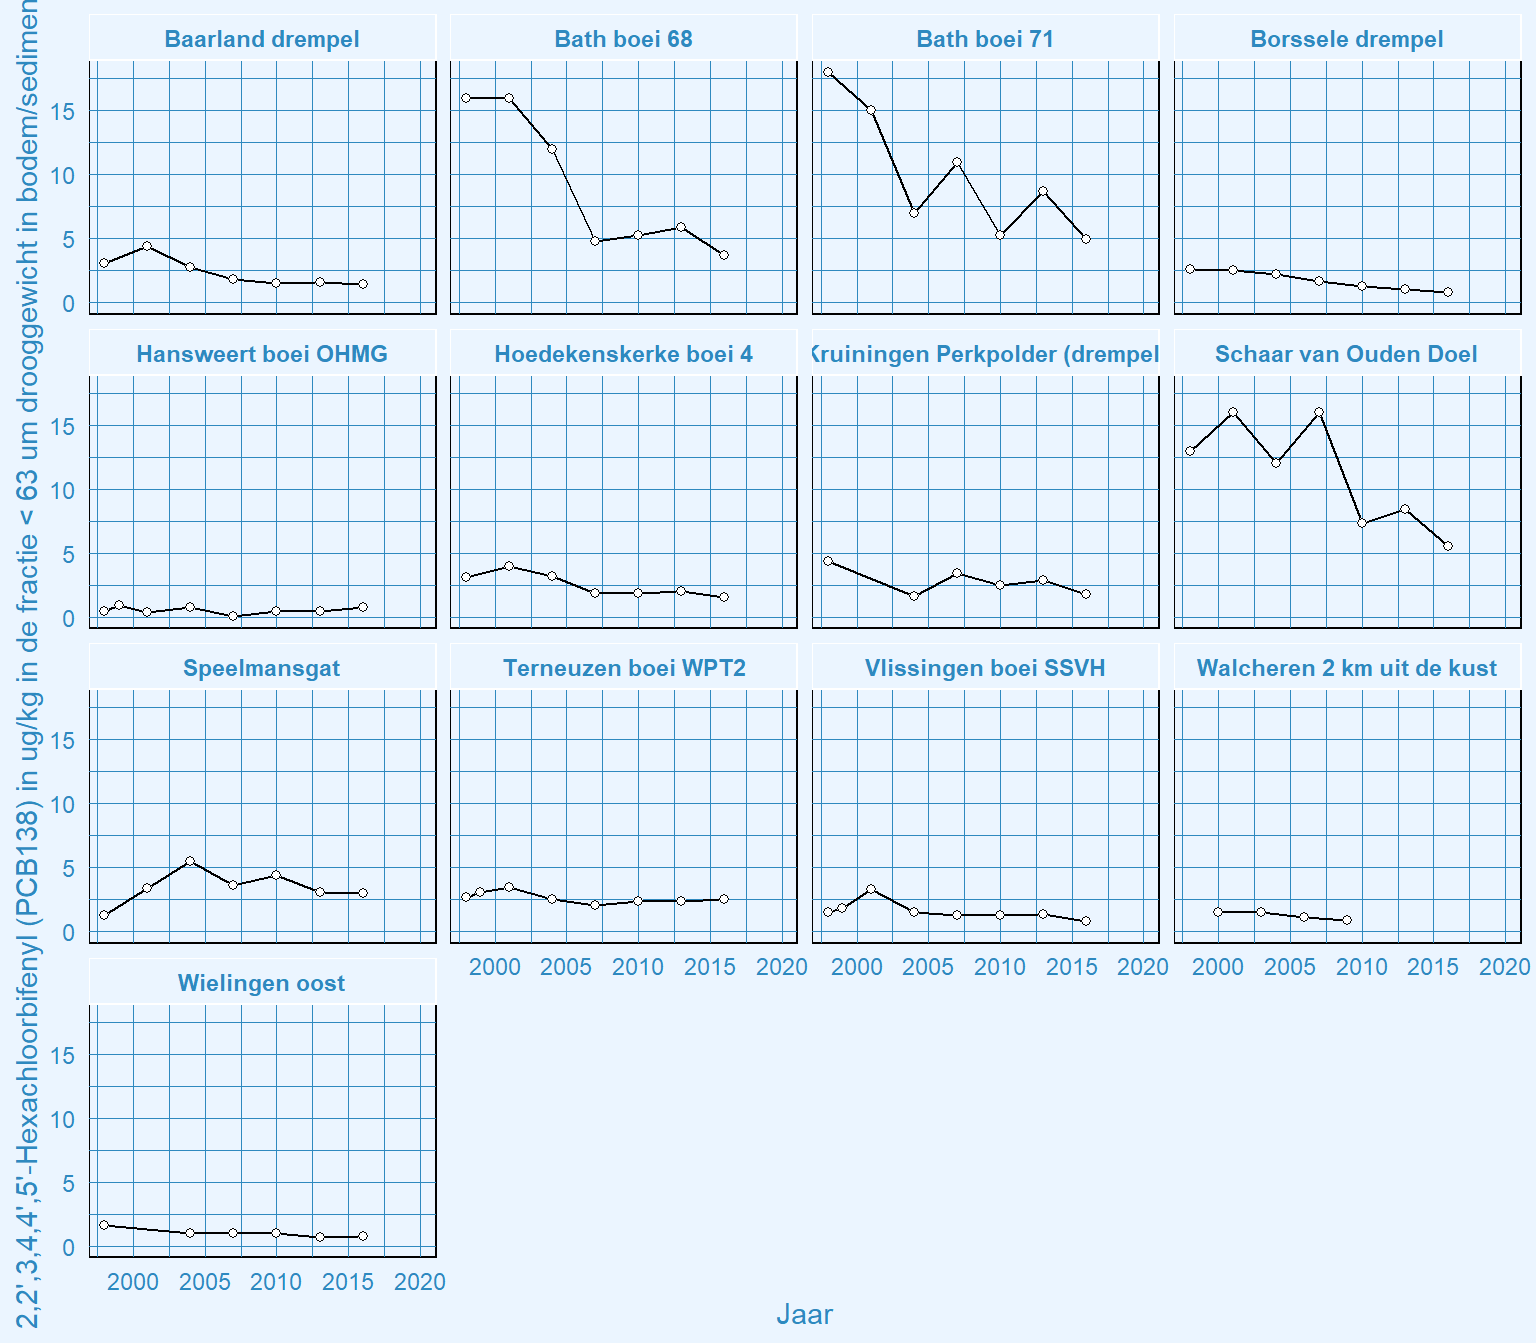 2,2',3,4,4',5'-Hexachloorbifenyl (PCB138) in ug/kg in de fractie < 63 um drooggewicht in bodem/sedimen
Baarland drempel
Bath boei 68
Bath boei 71
Borssele drempel
15
10
5
0
Hansweert boei OHMG
Hoedekenskerke boei 4
Kruiningen Perkpolder (drempel
Schaar van Ouden Doel
15
10
5
0
Speelmansgat
Terneuzen boei WPT2
Vlissingen boei SSVH
Walcheren 2 km uit de kust
15
10
5
0
2000 2005 2010 2015 2020
2000 2005 2010 2015 2020
2000 2005 2010 2015 2020
Wielingen oost
15
10
5
0
2000 2005 2010 2015 2020
Jaar